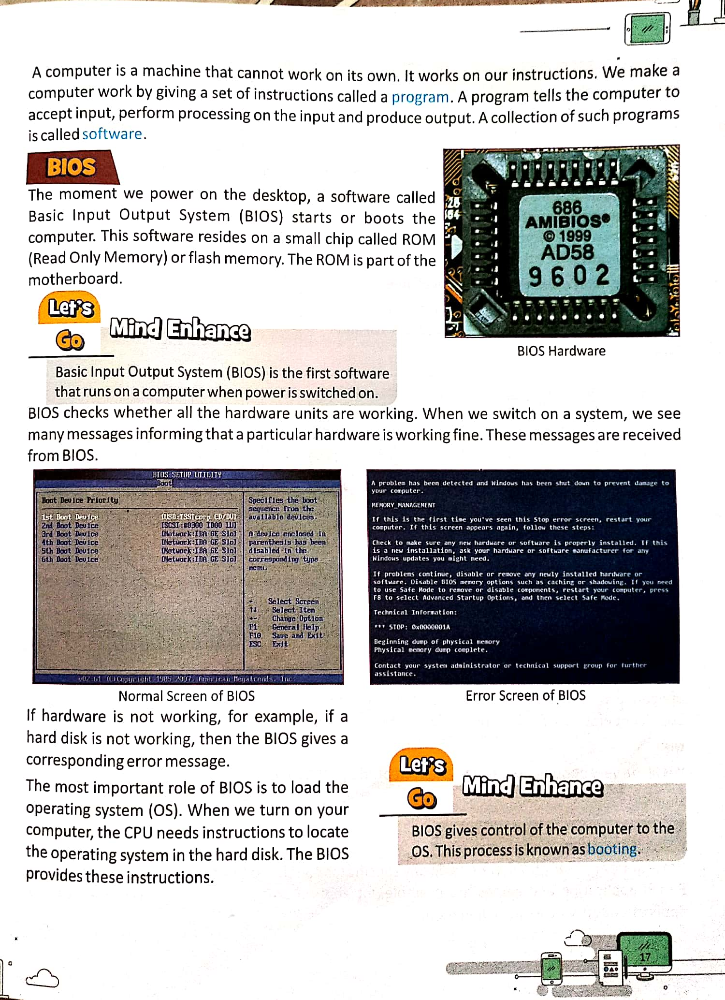 A computer is a machine that cannot work on its own. It works on our instructions. We make a
computer work by giving a set of instructions called a program. A program tells the computer to
accept input, perform processing on the input and produce output. A collection of such programs
is called software.
BIOS
The moment we power on the desktop, a software called
Basic Input Output System (BIOS) starts or boots the
computer. This software resides on a small chip called ROM
(Read Only Memory) or flash memory. The ROM is part of the
motherboard.
686
AMIBIOS®
© 1999
AD58
9602
BIOS Hardware
Let's
Go
Mind Enhance
Basic Input Output System (BIOS) is the first software
that runs on a computer when power is switched on.
BIOS checks whether all the hardware units are working. When we switch on a system, we see
many messages informing that a particular hardware is working fine. These messages are received
from BIOS.
BIOS SETUP UTILITY
Boot
Boot Device Priority
1st Boot Device
2nd Boot Device
3rd Boot Device [Network:IBA GE Slo]
4th Boot Device [Network:IBA GE Slo]
5th Boot Device [Network:IBA GE Slo]
6th Boot Device [Network:IBA GE Slo]
Specifies the boot
sequence from the
available devices.
A device enclosed in
parenthesis has been
disabled in the
corresponding type
menu.
Select Screen
↑↓ Select Item
+- Change Option
F1 General Help
F10 Save and Exit
ESC Exit
v02.61 (C)Copyright 1985-2007, American Megatrends, Inc.
Normal Screen of BIOS
A problem has been detected and Windows has been shut down to prevent damage to
your computer.
MEMORY_MANAGEMENT
If this is the first time you've seen this Stop error screen, restart your
computer. If this screen appears again, follow these steps:
Check to make sure any new hardware or software is properly installed. If this
is a new installation, ask your hardware or software manufacturer for any
Windows updates you might need.
If problems continue, disable or remove any newly installed hardware or
software. Disable BIOS memory options such as caching or shadowing. If you need
to use Safe Mode to remove or disable components, restart your computer, press
F8 to select Advanced Startup Options, and then select Safe Mode.
Technical Information:
*** STOP: 0x0000001A
Beginning dump of physical memory
Physical memory dump complete.
Contact your system administrator or technical support group for further
assistance.
Error Screen of BIOS
If hardware is not working, for example, if a
hard disk is not working, then the BIOS gives a
corresponding error message.
The most important role of BIOS is to load the
operating system (OS). When we turn on your
computer, the CPU needs instructions to locate
the operating system in the hard disk. The BIOS
provides these instructions.
Let's
Go
Mind Enhance
BIOS gives control of the computer to the
OS. This process is known as booting.
17